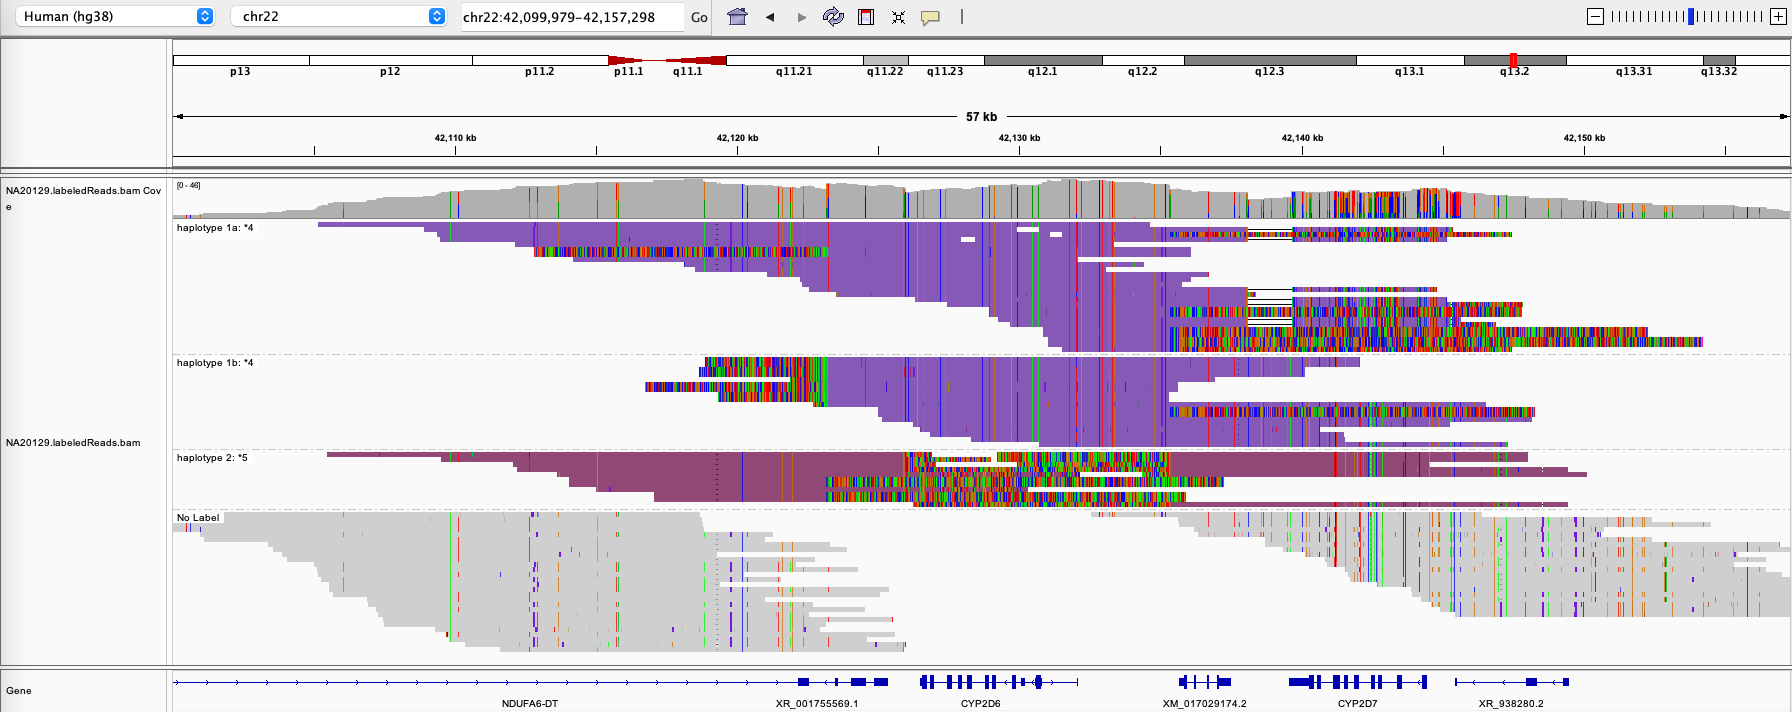 Human (hg38) chr22 chr22:42,099,979-42,157,298 Go
p13 p12 p11.2 p11.1 q11.1 q11.21 q11.22 q11.23 q12.1 q12.2 q12.3 q13.1 q13.2 q13.31 q13.32
57 kb
42,110 kb 42,120 kb 42,130 kb 42,140 kb 42,150 kb
NA20129.labeledReads.bam Cov
e
[0 - 46]
haplotype 1a: *4
haplotype 1b: *4
NA20129.labeledReads.bam
haplotype 2: *5
No Label
Gene
NDUFA6-DT XR_001755569.1 CYP2D6 XM_017029174.2 CYP2D7 XR_938280.2